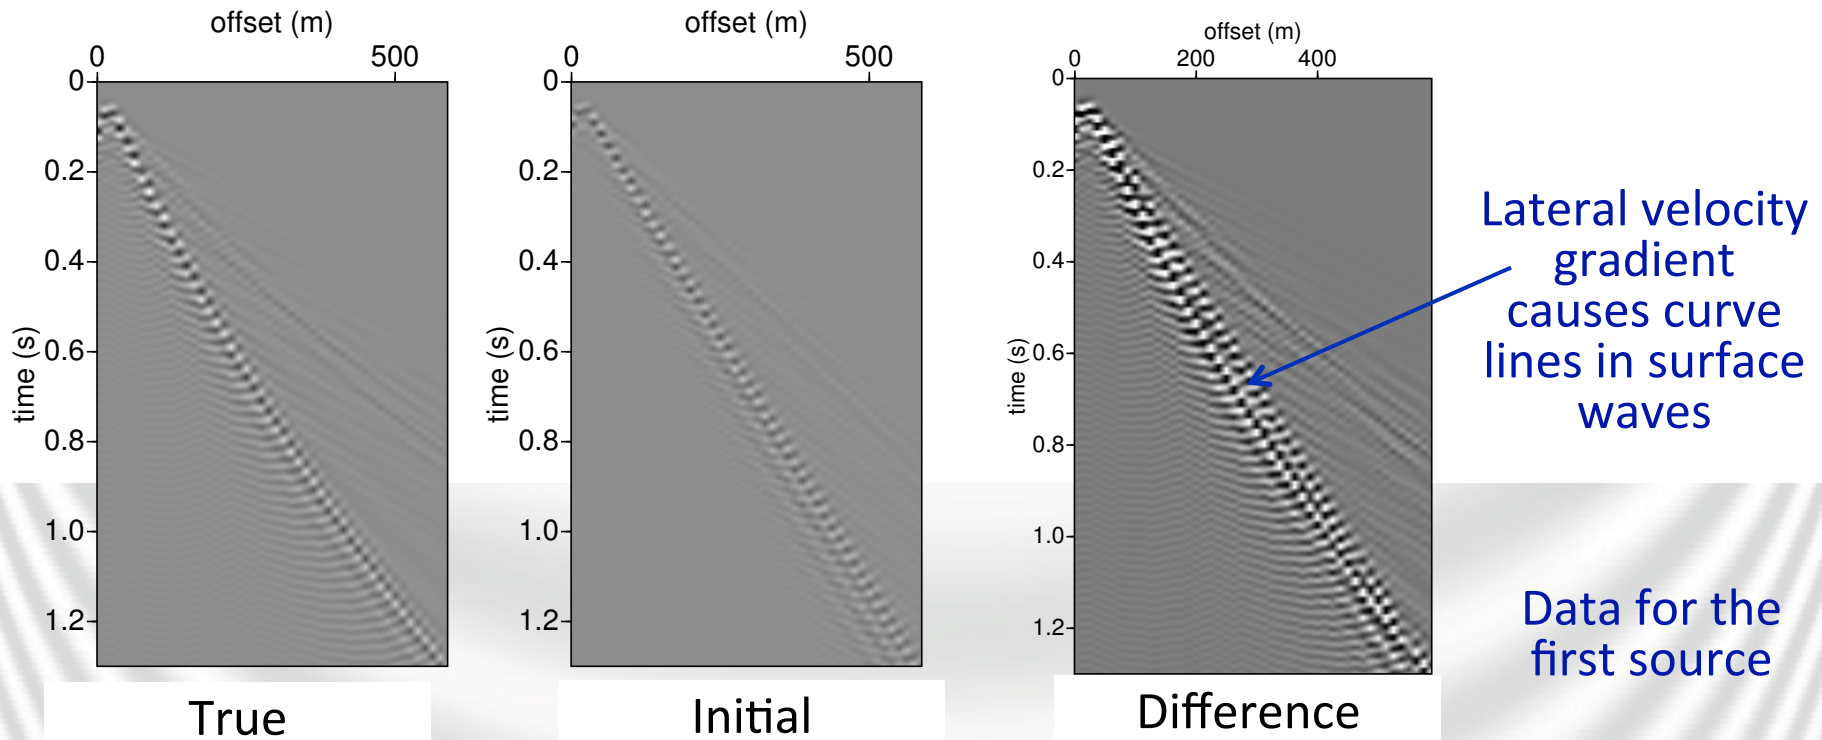 offset (m)
0 500
0
0.2
0.4
0.6
0.8
1.0
1.2
time (s)
True
offset (m)
0 500
0
0.2
0.4
0.6
0.8
1.0
1.2
time (s)
Initial
offset (m)
0 200 400
0
0.2
0.4
0.6
0.8
1.0
1.2
time (s)
Difference
Lateral velocity
gradient
causes curve
lines in surface
waves
Data for the
first source